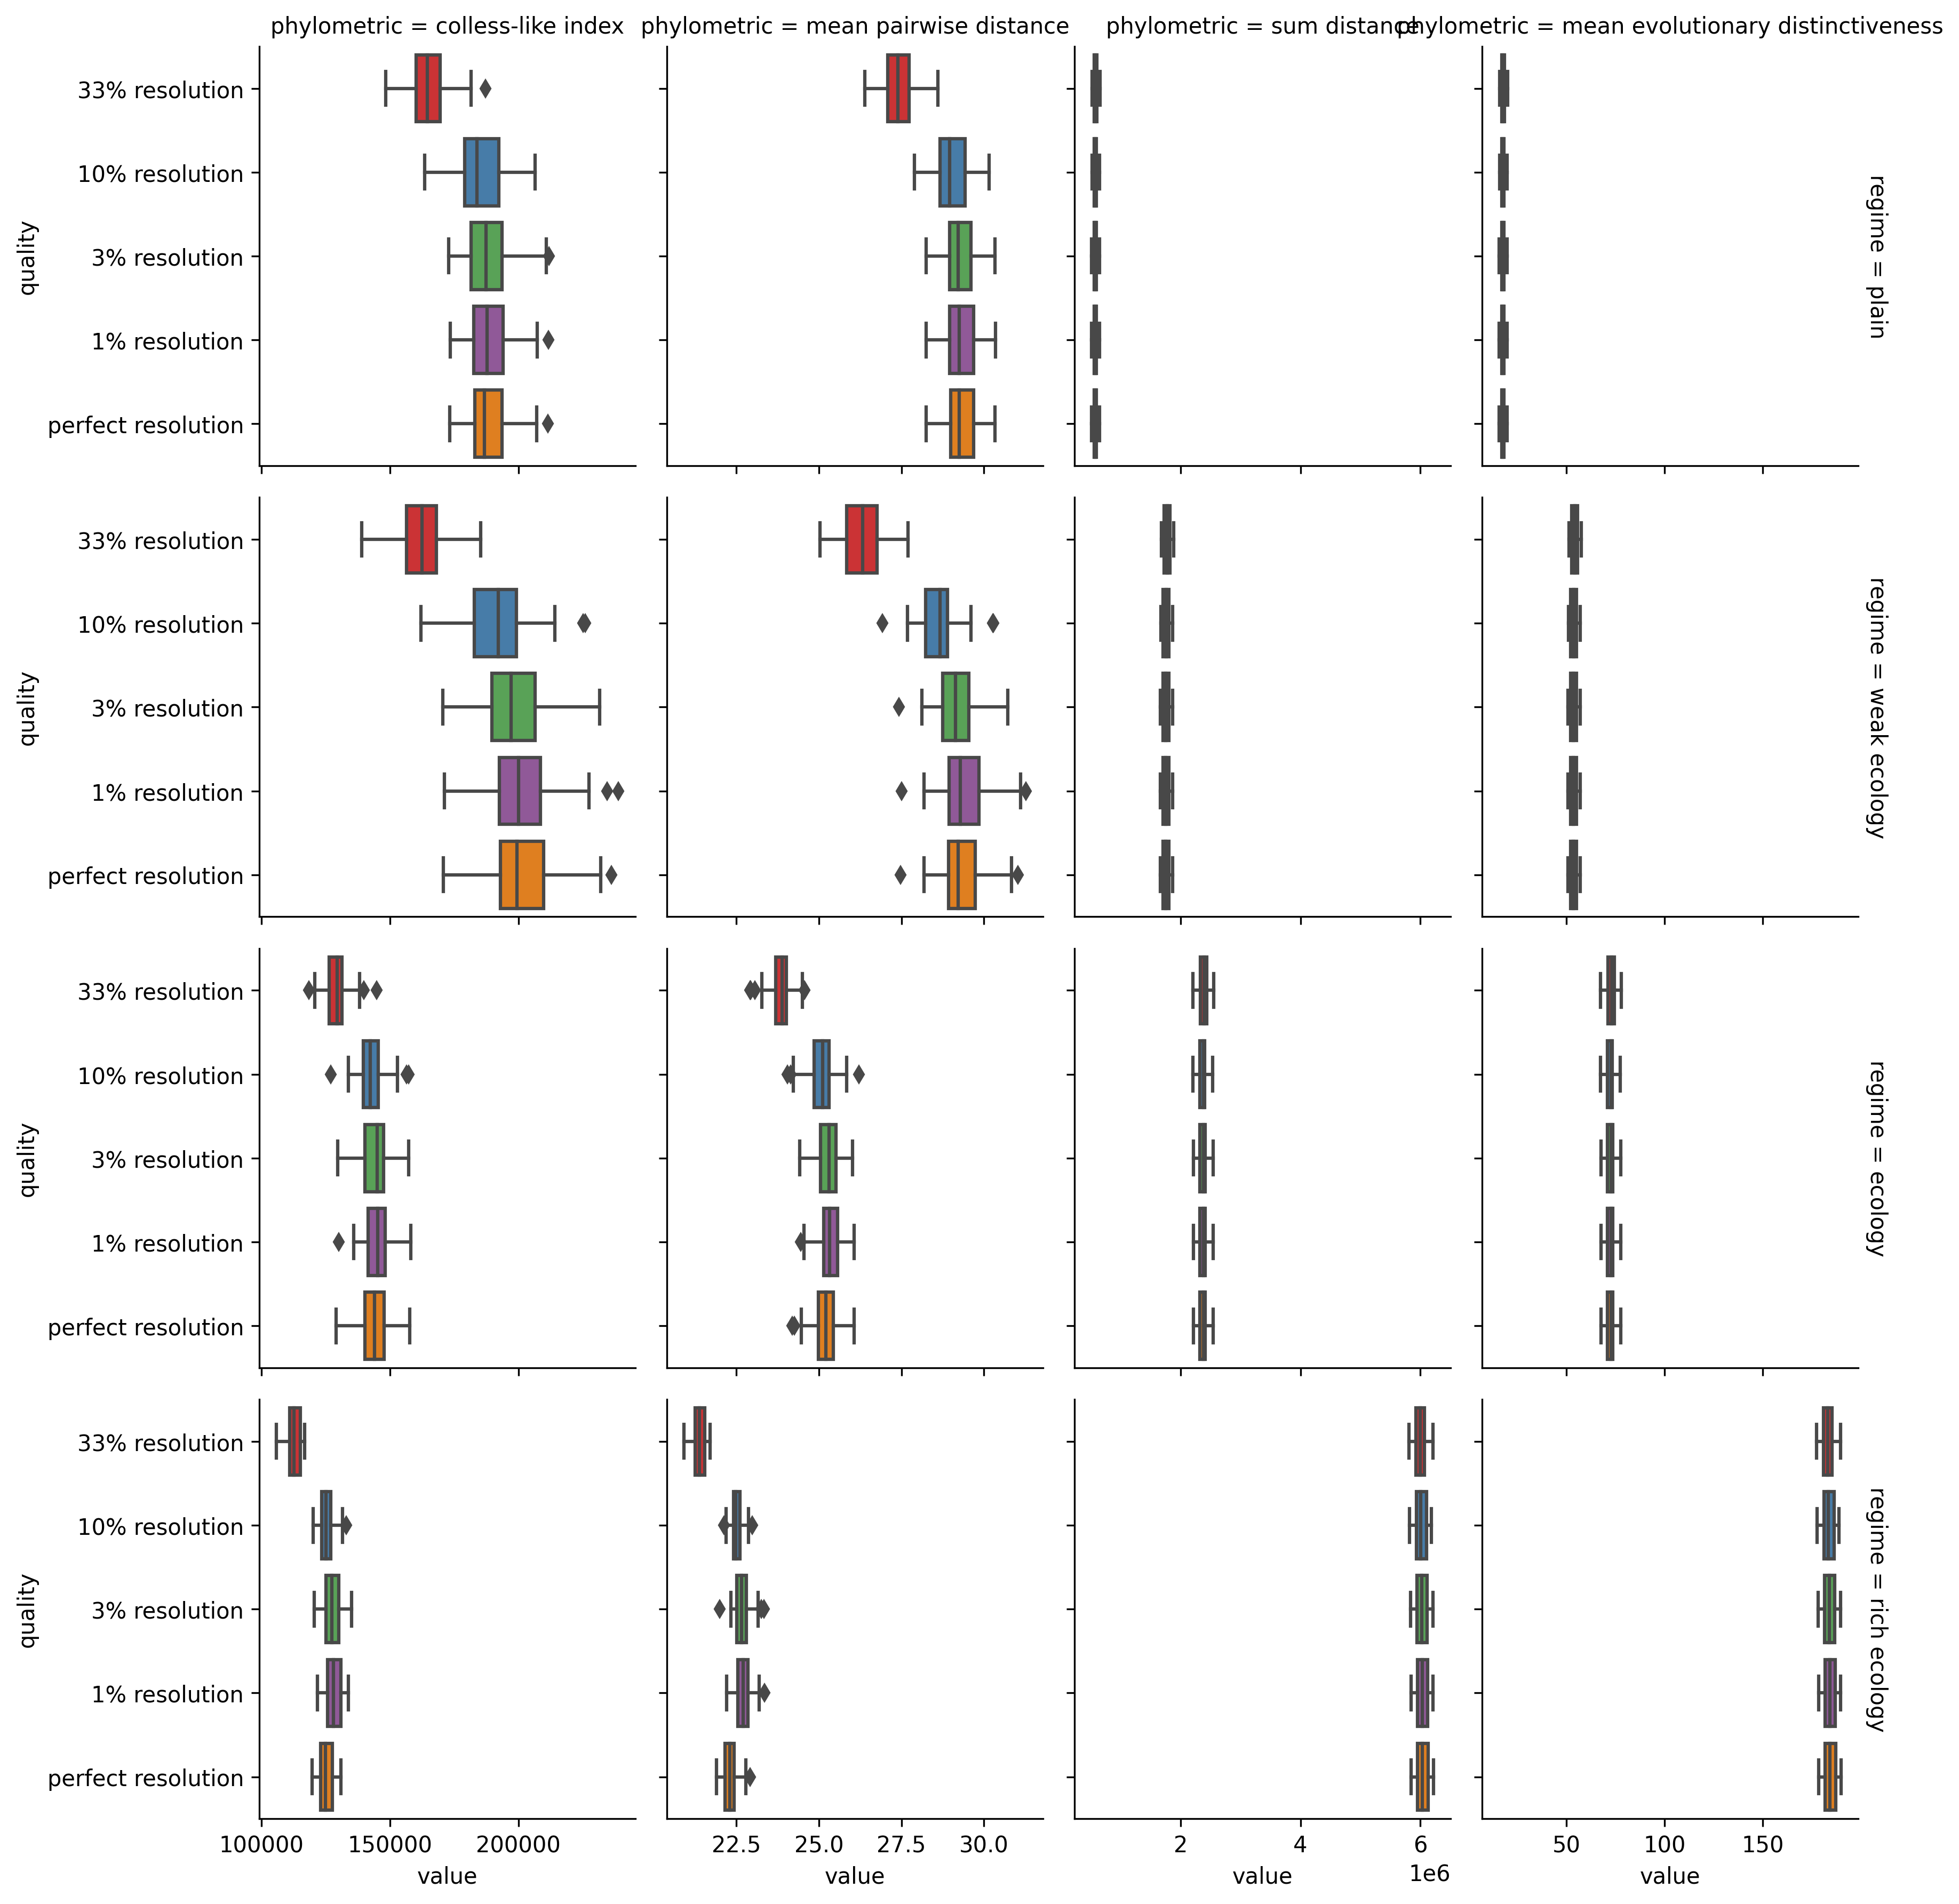 phylometric = colless-like index
phylometric = mean pairwise distance
phylometric = sum distance
phylometric = mean evolutionary distinctiveness
quality
33% resolution
10% resolution
3% resolution
1% resolution
perfect resolution
regime = plain
quality
33% resolution
10% resolution
3% resolution
1% resolution
perfect resolution
regime = weak ecology
quality
33% resolution
10% resolution
3% resolution
1% resolution
perfect resolution
regime = ecology
quality
33% resolution
10% resolution
3% resolution
1% resolution
perfect resolution
regime = rich ecology
100000 150000 200000
value
22.5 25.0 27.5 30.0
value
2 4 6
1e6
value
50 100 150
value